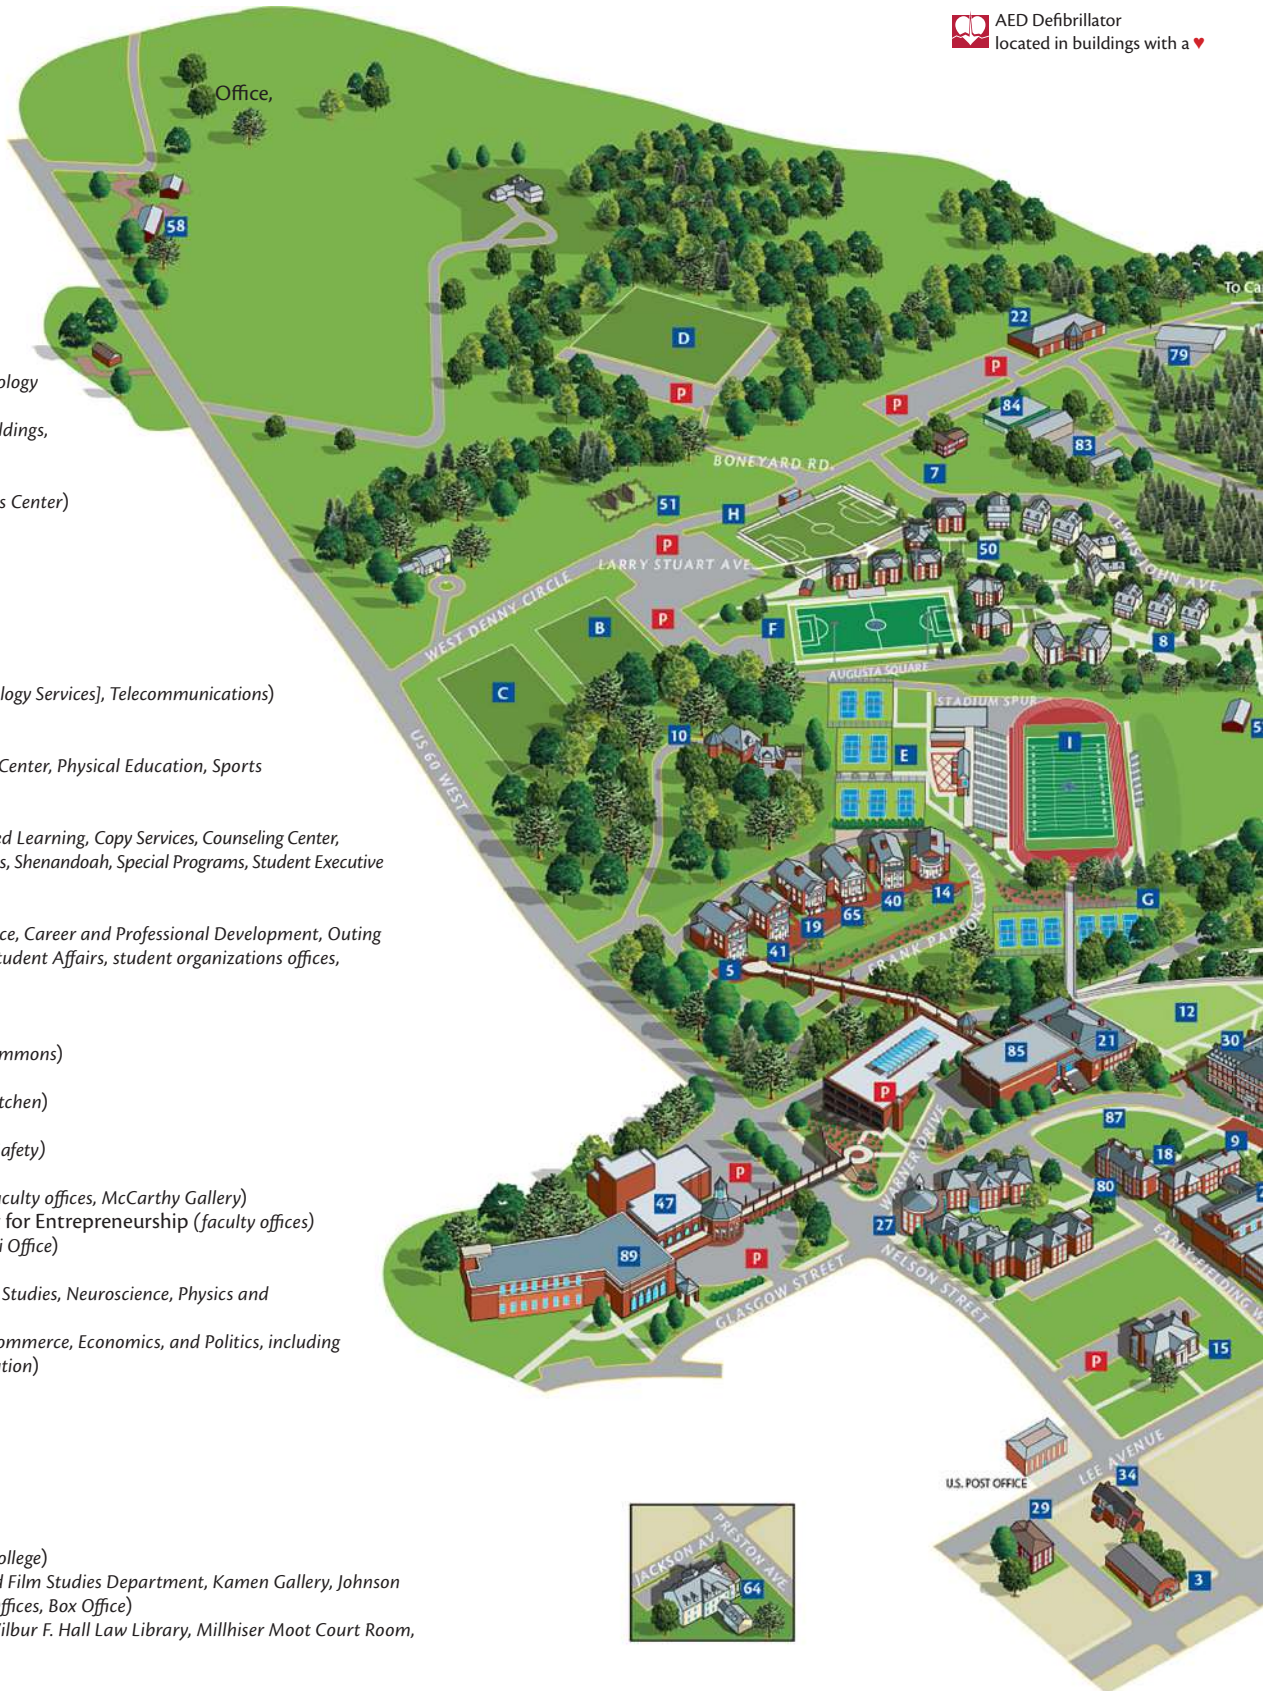 AED Defibrillator
located in buildings with a ♥
Office,
58
To Ca
22
79
D
P
P
P
84
83
ology
ldings,
BONEYARD RD.
7
s Center)
51
H
P
LARRY STUART AVE.
50
LEWIS JOHN AVE.
WEST DENNY CIRCLE
B
P
F
8
AUGUSTA SQUARE
C
STADIUM SPUR
ology Services], Telecommunications)
10
US 60 WEST
E
I
5
Center, Physical Education, Sports
ed Learning, Copy Services, Counseling Center,
s, Shenandoah, Special Programs, Student Executive
14
40
65
19
41
5
G
FRANK PARSONS WAY
ce, Career and Professional Development, Outing
tudent Affairs, student organizations offices,
12
30
21
85
P
mmons)
tchen)
afety)
87
9
18
WARNER DRIVE
80
P
47
27
aculty offices, McCarthy Gallery)
for Entrepreneurship (faculty offices)
i Office)
89
P
GLASGOW STREET
NELSON STREET
EARLY-FIELDING W
Studies, Neuroscience, Physics and
ommerce, Economics, and Politics, including
tion)
15
P
U.S. POST OFFICE
LEE AVENUE
34
29
3
JACKSON AV.
PRESTON AVE.
64
ollege)
d Film Studies Department, Kamen Gallery, Johnson
ffices, Box Office)
Wilbur F. Hall Law Library, Millhiser Moot Court Room,